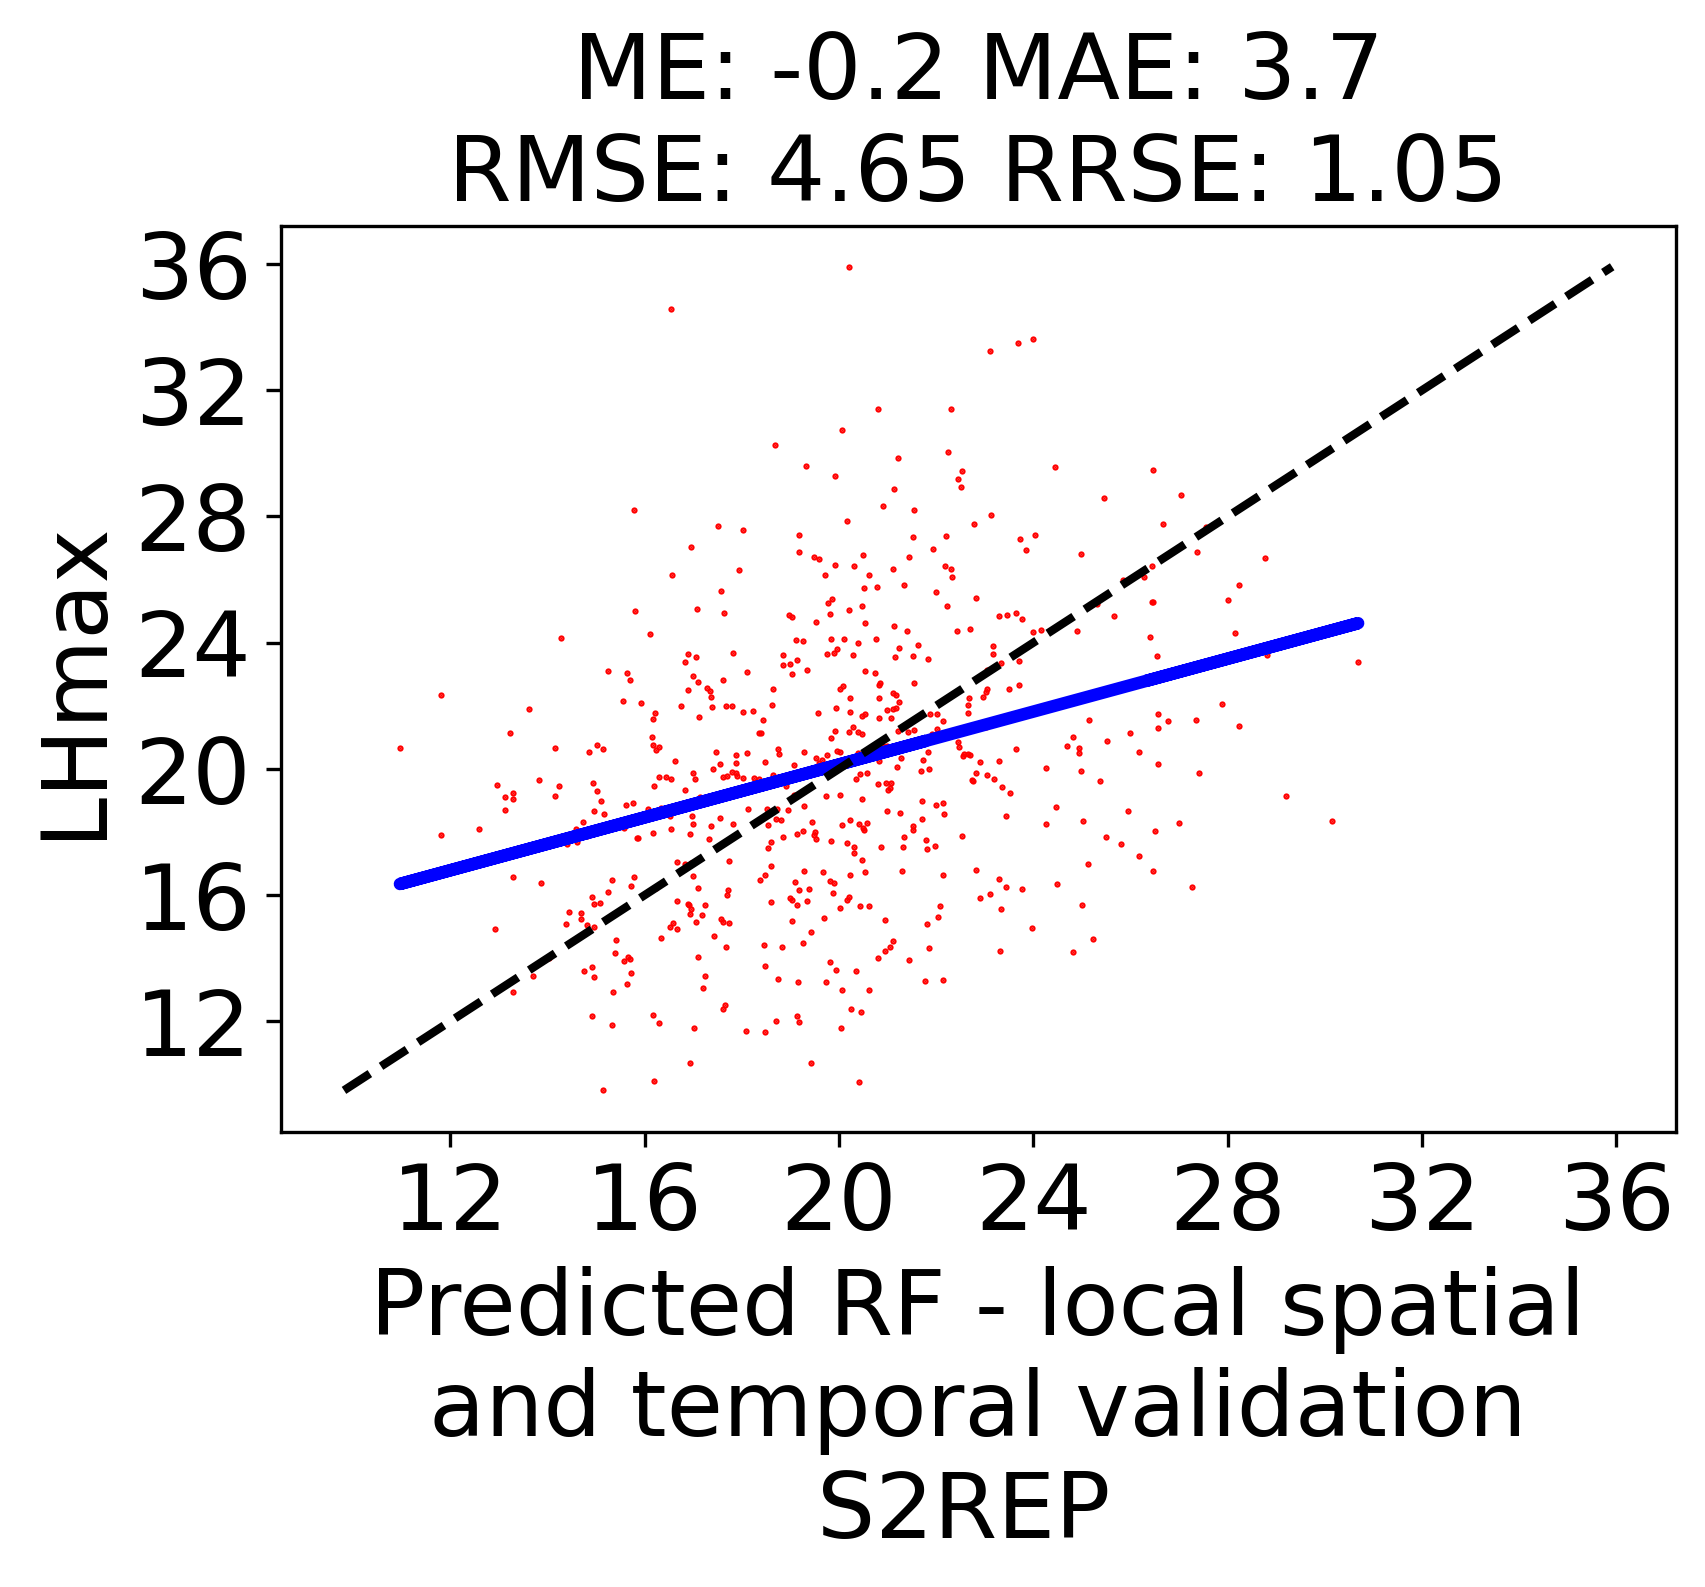 ME: -0.2 MAE: 3.7
RMSE: 4.65 RRSE: 1.05
36
32
28
24
20
16
12
LHmax
12 16 20 24 28 32 36
Predicted RF - local spatial
and temporal validation
S2REP